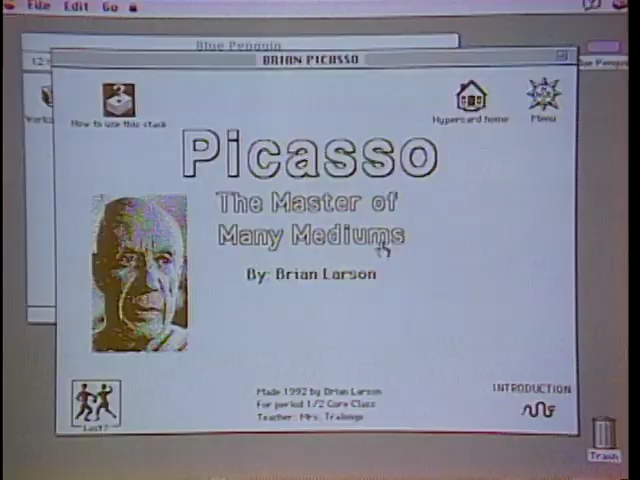 File Edit Go
Blue Penguin
BRIAN PICASSO
How to use this stack
Hypercard home
Menu
Picasso
The Master of
Many Mediums
By: Brian Larson
Made 1992 by Brian Larson
For period 1/2 Core Class
Teacher: Mrs.
INTRODUCTION
Lost?
Trash